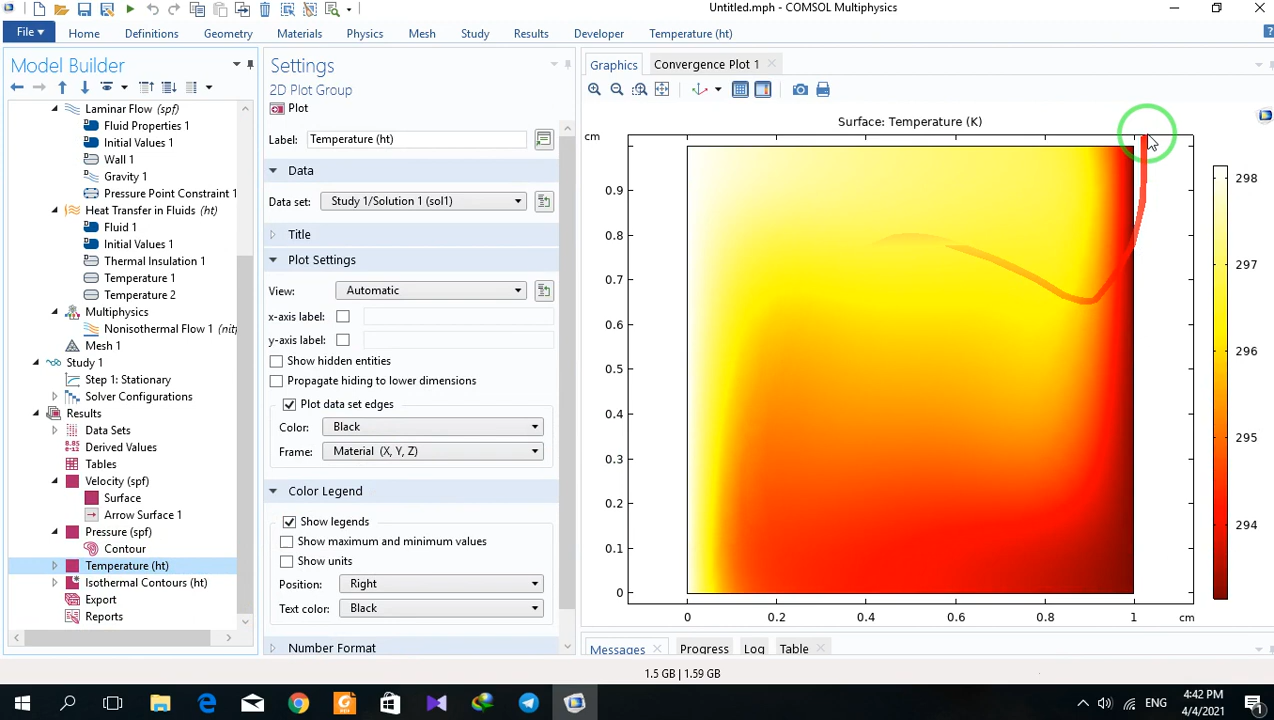 Untitled.mph - COMSOL Multiphysics
File
Home
Definitions
Geometry
Materials
Physics
Mesh
Study
Results
Developer
Temperature (ht)
Model Builder
Laminar Flow (spf)
Fluid Properties 1
Initial Values 1
Wall 1
Gravity 1
Pressure Point Constraint 1
Heat Transfer in Fluids (ht)
Fluid 1
Initial Values 1
Thermal Insulation 1
Temperature 1
Temperature 2
Multiphysics
Nonisothermal Flow 1 (nitf
Mesh 1
Study 1
Step 1: Stationary
Solver Configurations
Results
Data Sets
8.85
Derived Values
Tables
Velocity (spf)
Surface
Arrow Surface 1
Pressure (spf)
Contour
Temperature (ht)
Isothermal Contours (ht)
Export
Reports
Settings
2D Plot Group
Plot
Label: Temperature (ht)
Data
Data set: Study 1/Solution 1 (sol1)
Title
Plot Settings
View: Automatic
x-axis label:
y-axis label:
Show hidden entities
Propagate hiding to lower dimensions
Plot data set edges
Color: Black
Frame: Material (X, Y, Z)
Color Legend
Show legends
Show maximum and minimum values
Show units
Position: Right
Text color: Black
Number Format
Graphics
Convergence Plot 1
Surface: Temperature (K)
cm
0.9
0.8
0.7
0.6
0.5
0.4
0.3
0.2
0.1
0
0 0.2 0.4 0.6 0.8 1 cm
298
297
296
295
294
Messages
Progress
Log
Table
1.5 GB | 1.59 GB
ENG
4:42 PM
4/4/2021